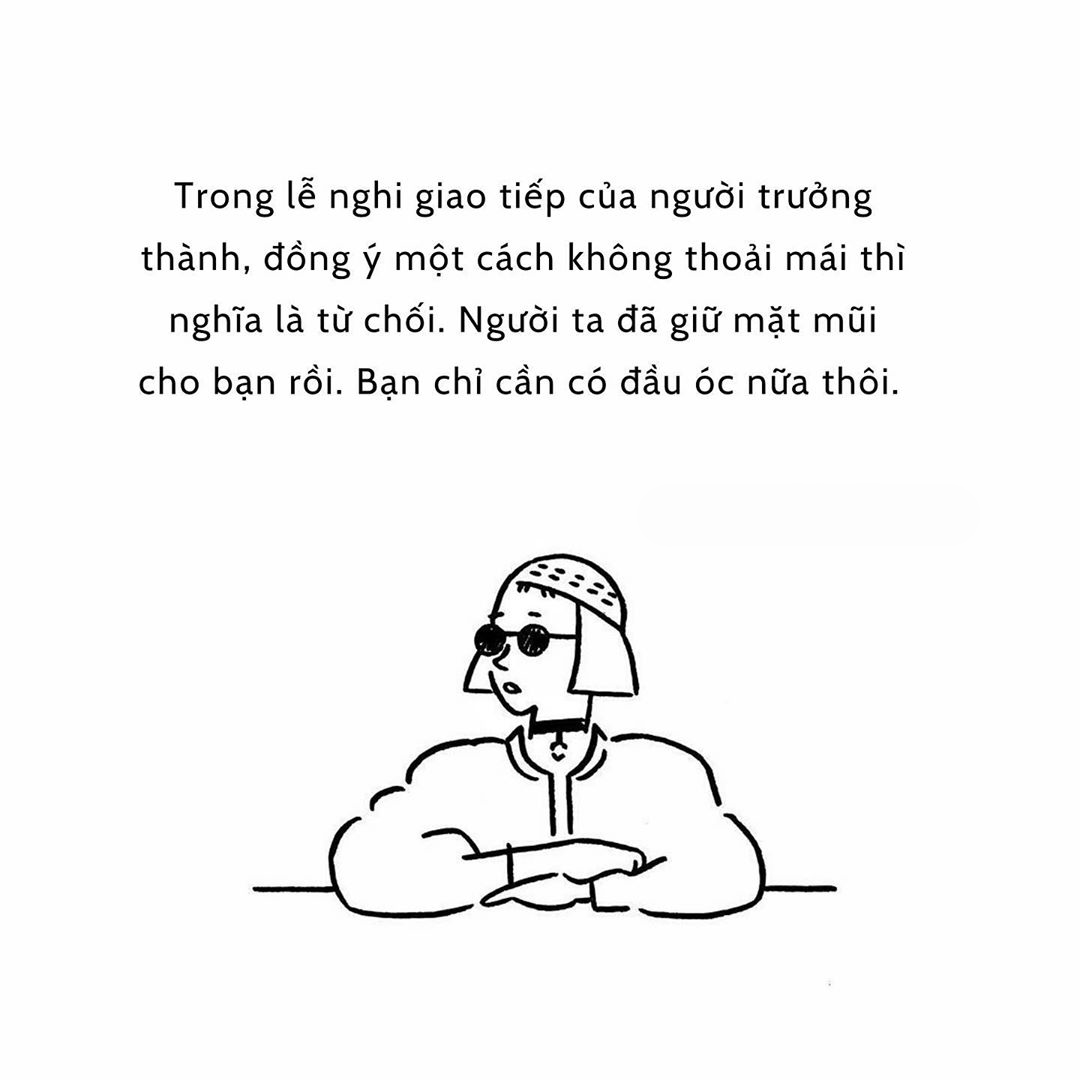 Trong lễ nghi giao tiếp của người trưởng
thành, đồng ý một cách không thoải mái thì
nghĩa là từ chối. Người ta đã giữ mặt mũi
cho bạn rồi. Bạn chỉ cần có đầu óc nữa thôi.